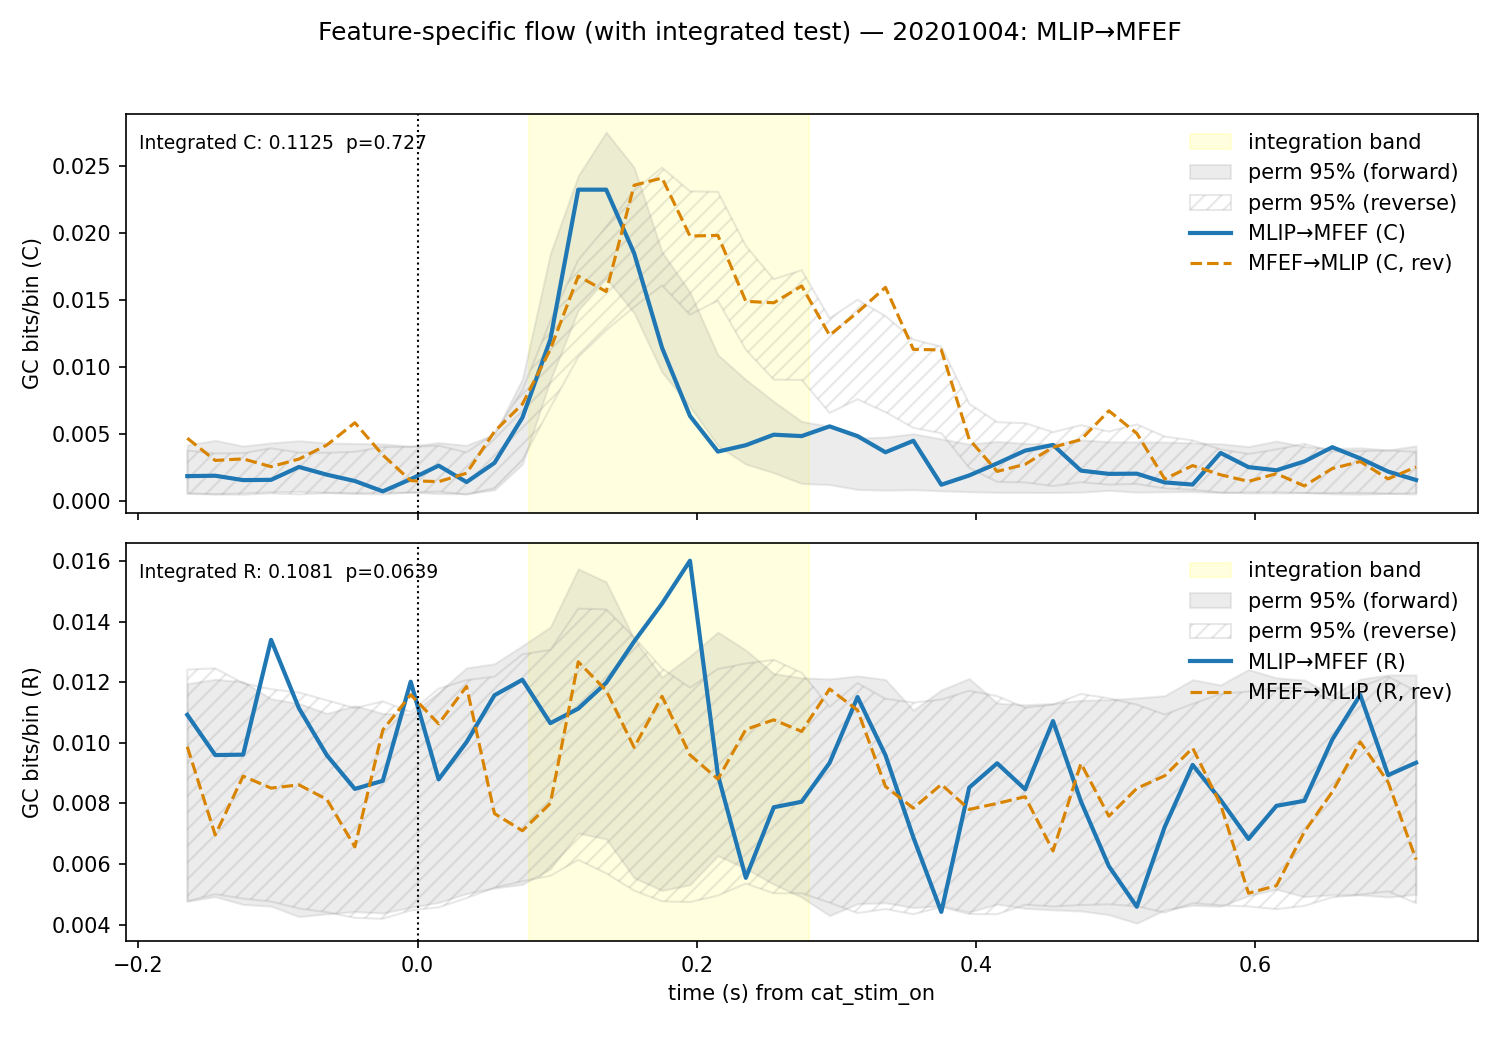 Feature-specific flow (with integrated test) — 20201004: MLIP→MFEF
Integrated C: 0.1125  p=0.727
integration band
perm 95% (forward)
perm 95% (reverse)
MLIP→MFEF (C)
MFEF→MLIP (C, rev)
GC bits/bin (C)
0.025
0.020
0.015
0.010
0.005
0.000
Integrated R: 0.1081  p=0.0639
integration band
perm 95% (forward)
perm 95% (reverse)
MLIP→MFEF (R)
MFEF→MLIP (R, rev)
GC bits/bin (R)
0.016
0.014
0.012
0.010
0.008
0.006
0.004
−0.2
0.0
0.2
0.4
0.6
time (s) from cat_stim_on